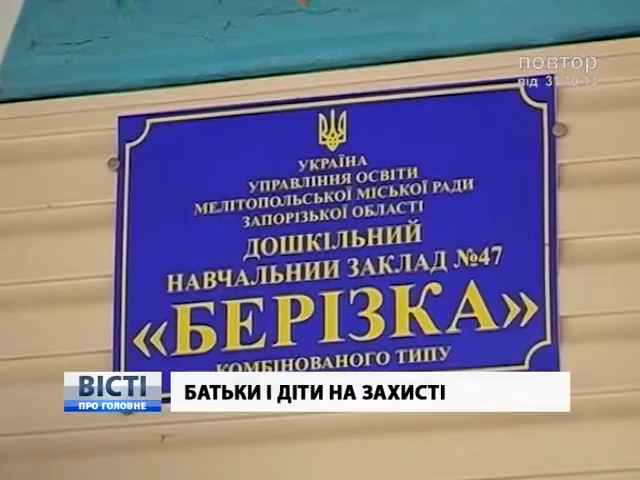 повтор
від 31.10.13
УКРАЇНА
УПРАВЛІННЯ ОСВІТИ
МЕЛІТОПОЛЬСЬКОЇ МІСЬКОЇ РАДИ
ЗАПОРІЗЬКОЇ ОБЛАСТІ
ДОШКІЛЬНИЙ
НАВЧАЛЬНИЙ ЗАКЛАД №47
«БЕРІЗКА»
КОМБІНОВАНОГО ТИПУ
ВІСТІ
ПРО ГОЛОВНЕ
БАТЬКИ І ДІТИ НА ЗАХИСТІ